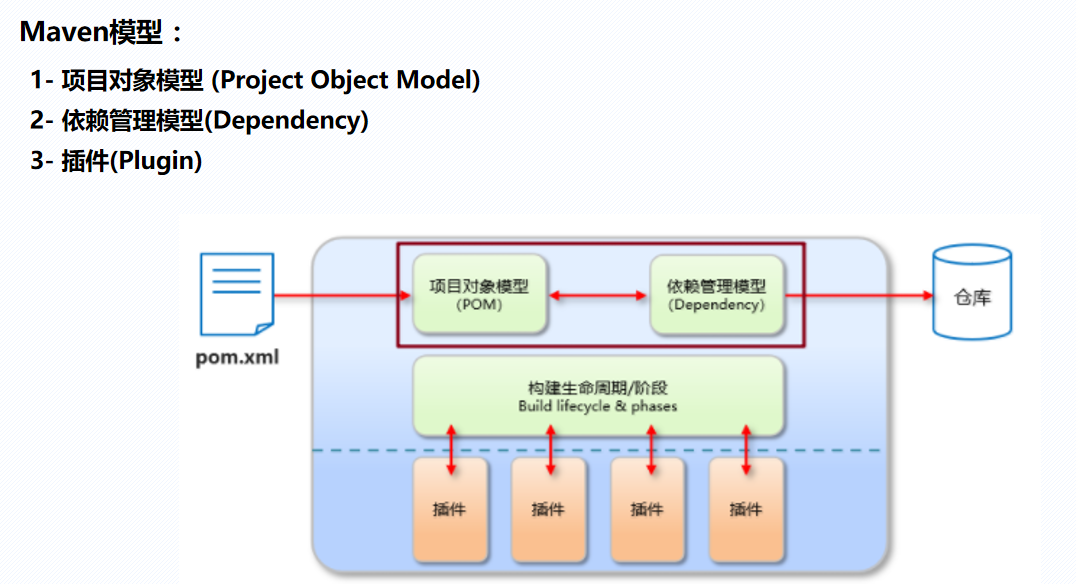 Maven模型：
1- 项目对象模型 (Project Object Model)
2- 依赖管理模型(Dependency)
3- 插件(Plugin)
pom.xml
项目对象模型
(POM)
依赖管理模型
(Dependency)
仓库
构建生命周期/阶段
Build lifecycle & phases
插件
插件
插件
插件